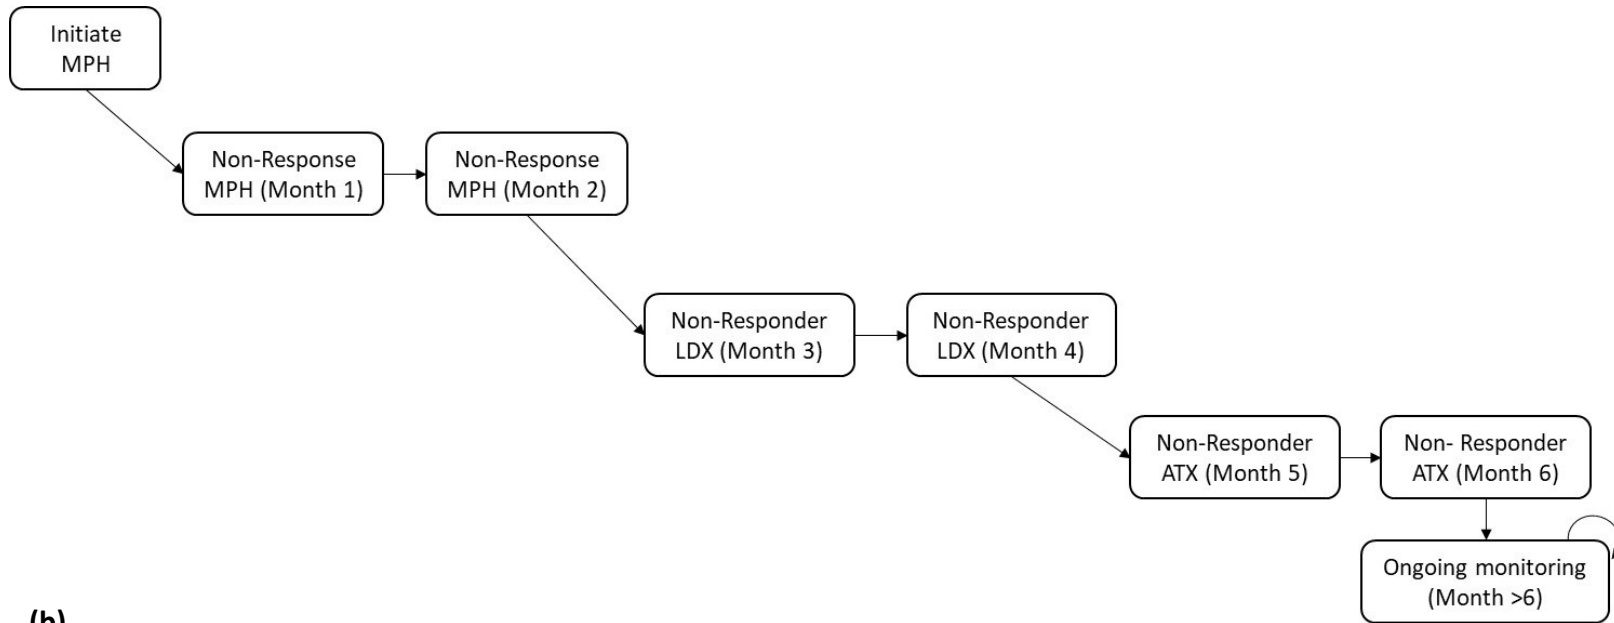 Initiate
MPH
Non-Response
MPH (Month 1)
Non-Response
MPH (Month 2)
Non-Responder
LDX (Month 3)
Non-Responder
LDX (Month 4)
Non-Responder
ATX (Month 5)
Non- Responder
ATX (Month 6)
Ongoing monitoring
(Month >6)
(b)